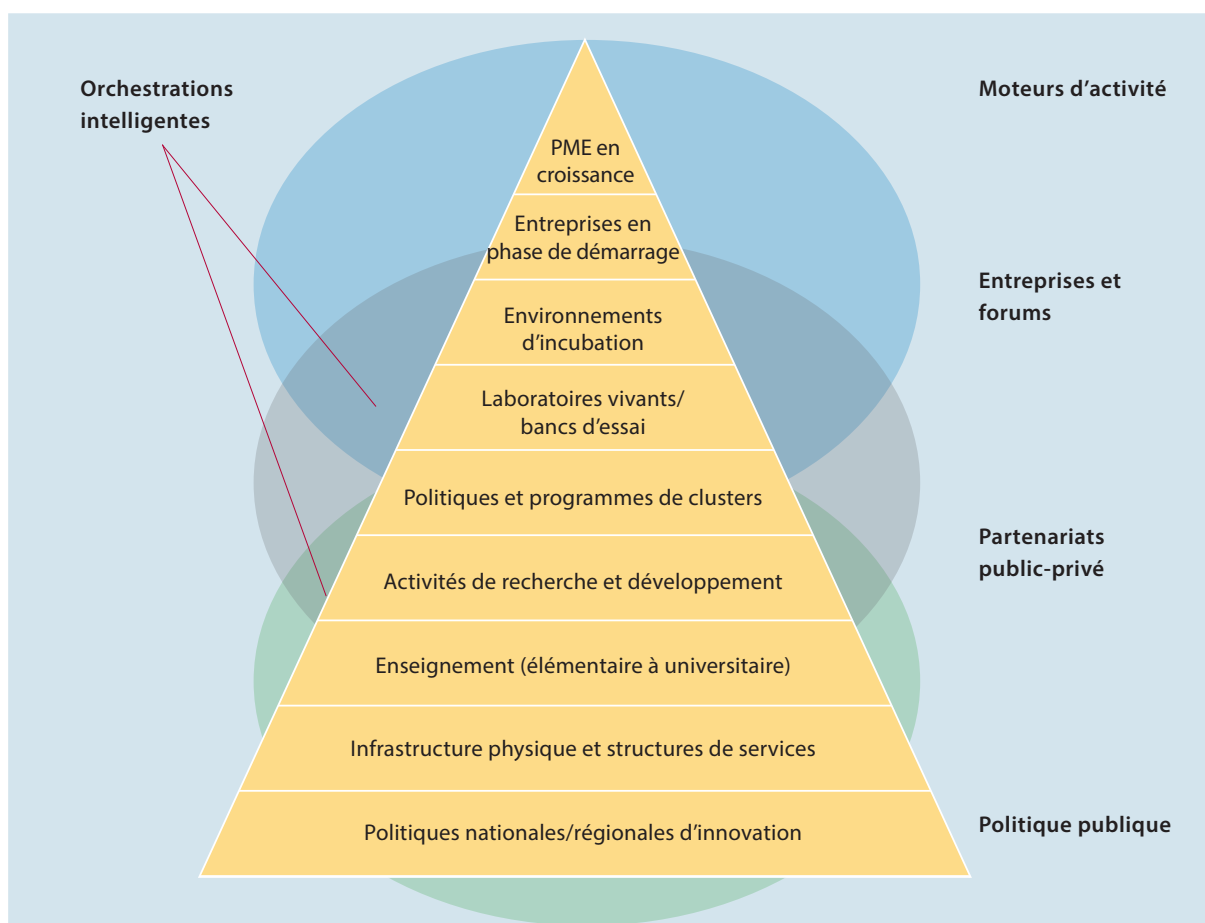 Orchestrations
intelligentes
Moteurs d’activité
PME en
croissance
Entreprises en
phase de démarrage
Entreprises et
forums
Environnements
d’incubation
Laboratoires vivants/
bancs d’essai
Politiques et programmes de clusters
Partenariats
public-privé
Activités de recherche et développement
Enseignement (élémentaire à universitaire)
Infrastructure physique et structures de services
Politiques nationales/régionales d’innovation
Politique publique